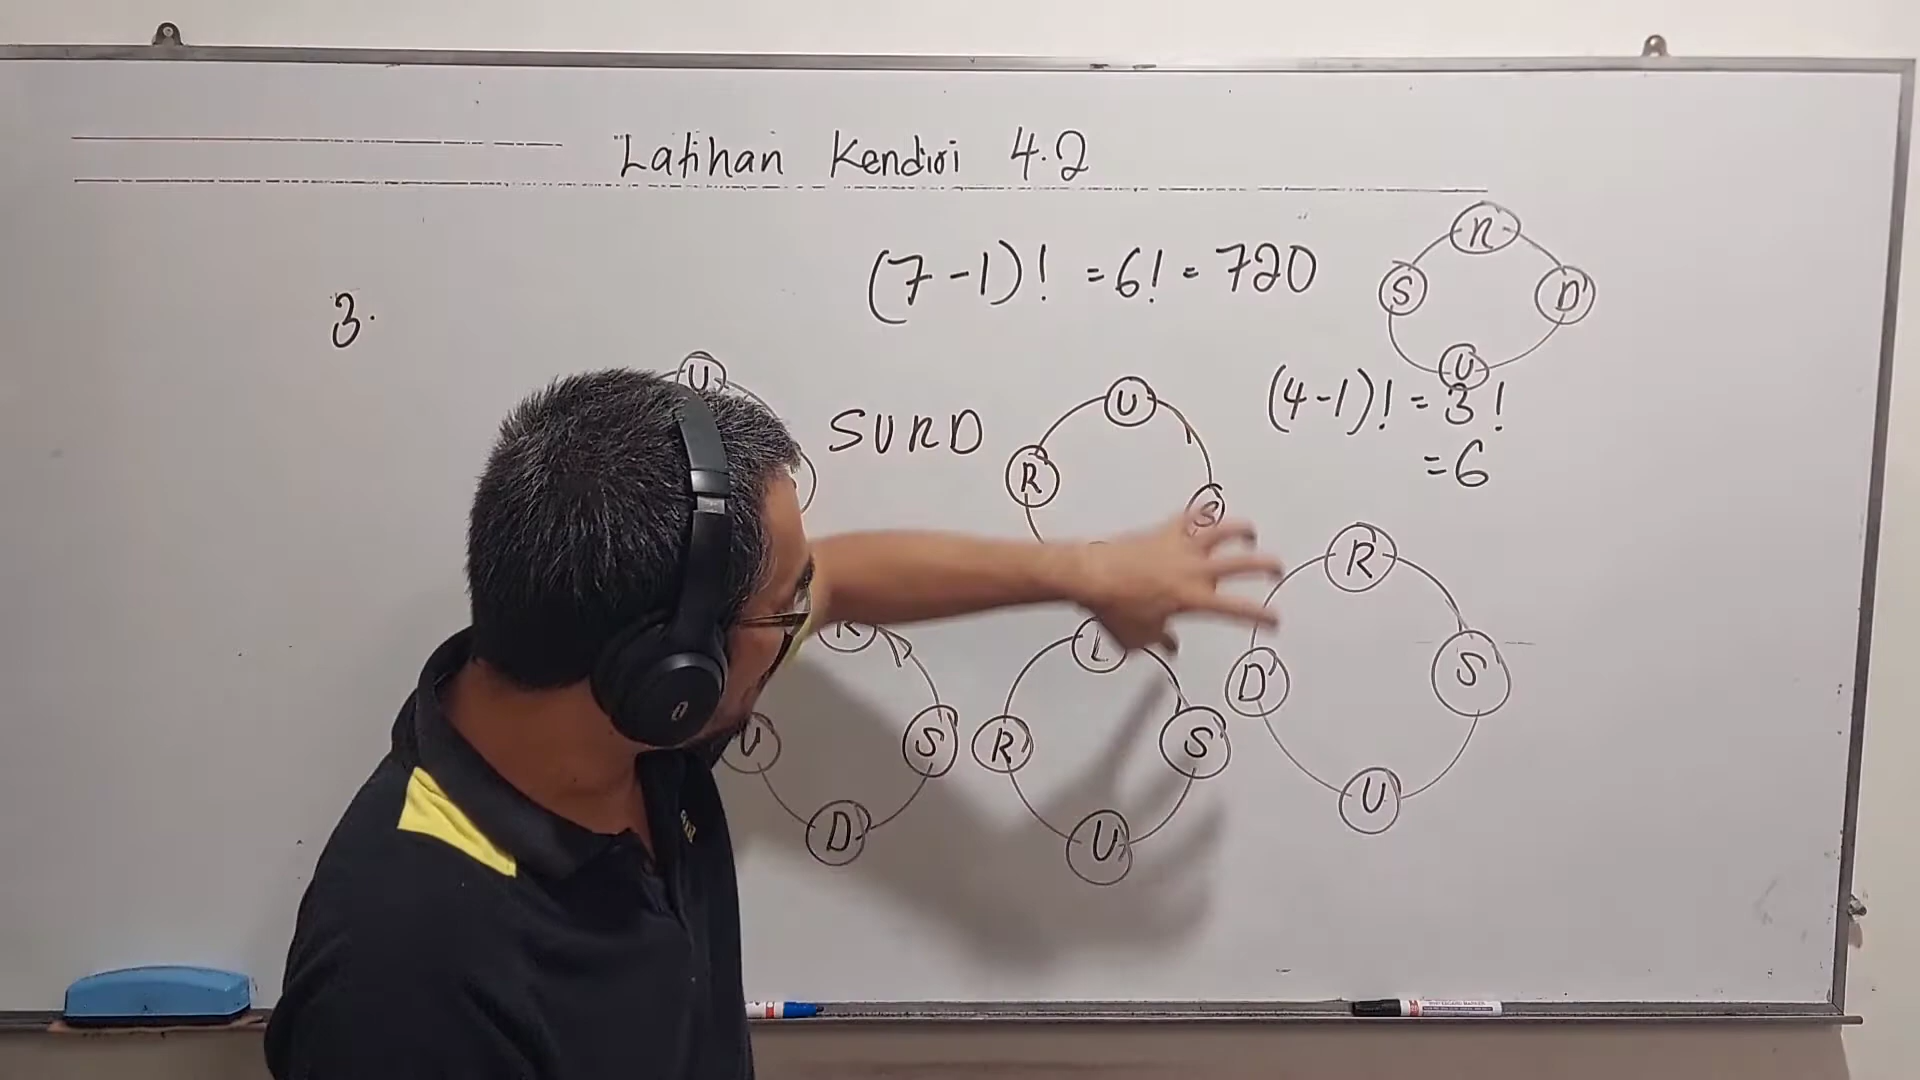 Latihan Kendiri 4.2
3.
(7-1)! = 6! = 720
R
S
D
U
(4-1)! = 3!
= 6
U
SURD
U
R
S
R
U
S
D
L
R
S
U
R
D
S
U